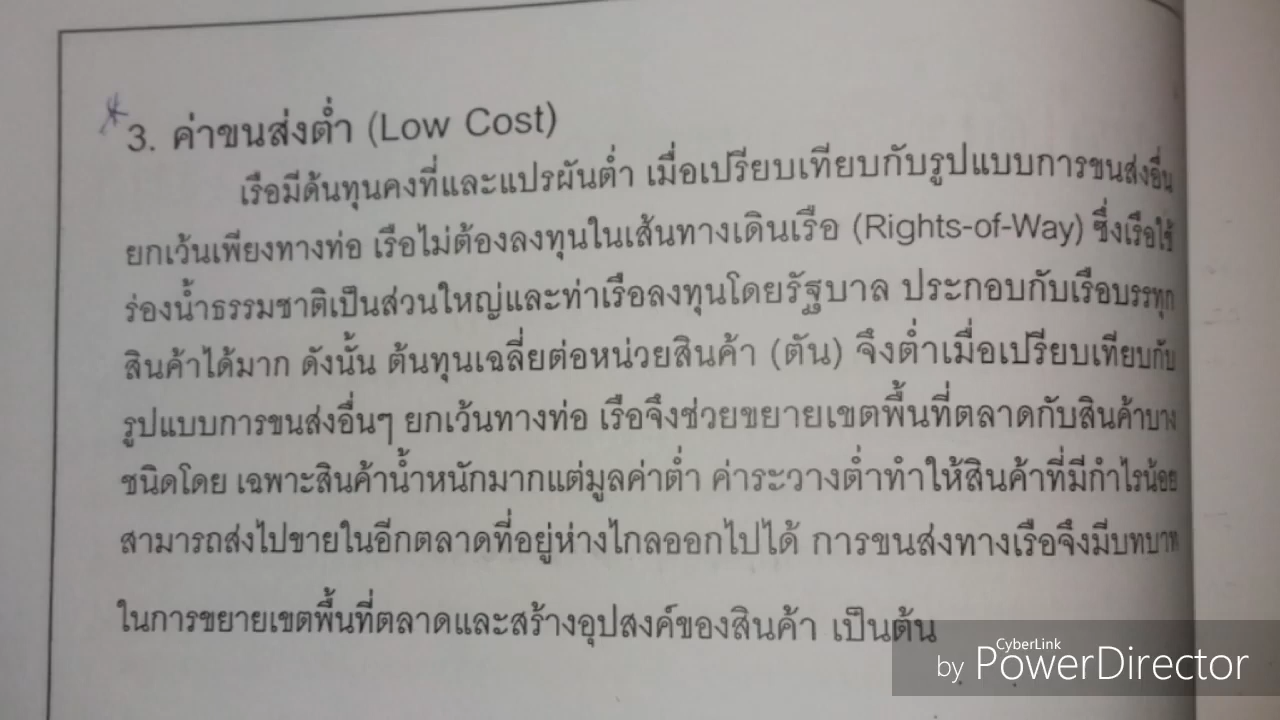 3. ค่าขนส่งต่ำ (Low Cost)
เรือมีต้นทุนคงที่และแปรผันต่ำ เมื่อเปรียบเทียบกับรูปแบบการขนส่งอื่น
ยกเว้นเพียงทางท่อ เรือไม่ต้องลงทุนในเส้นทางเดินเรือ (Rights-of-Way) ซึ่งเรือใช้
ร่องน้ำธรรมชาติเป็นส่วนใหญ่และท่าเรือลงทุนโดยรัฐบาล ประกอบกับเรือบรรทุก
สินค้าได้มาก ดังนั้น ต้นทุนเฉลี่ยต่อหน่วยสินค้า (ตัน) จึงต่ำเมื่อเปรียบเทียบกับ
รูปแบบการขนส่งอื่นๆ ยกเว้นทางท่อ เรือจึงช่วยขยายเขตพื้นที่ตลาดกับสินค้าบาง
ชนิดโดย เฉพาะสินค้าน้ำหนักมากแต่มูลค่าต่ำ ค่าระวางต่ำทำให้สินค้าที่มีกำไรน้อย
สามารถส่งไปขายในอีกตลาดที่อยู่ห่างไกลออกไปได้ การขนส่งทางเรือจึงมีบทบาท
ในการขยายเขตพื้นที่ตลาดและสร้างอุปสงค์ของสินค้า เป็นต้น
CyberLink
by PowerDirector